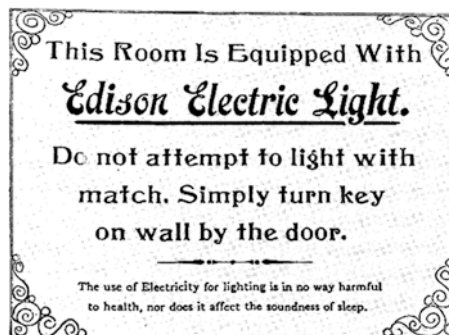 This Room Is Equipped With
Edison Electric Light.
Do not attempt to light with
match. Simply turn key
on wall by the door.
The use of Electricity for lighting is in no way harmful
to health, nor does it affect the soundness of sleep.